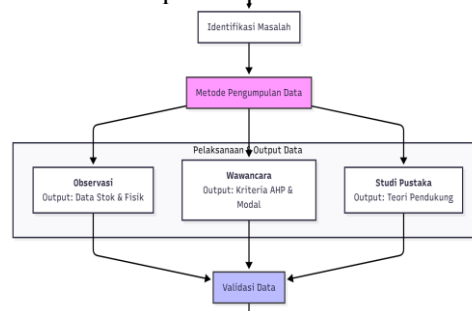 Identifikasi Masalah
Metode Pengumpulan Data
Pelaksanaan Output Data
Observasi
Output: Data Stok & Fisik
Wawancara
Output: Kriteria AHP &
Modal
Studi Pustaka
Output: Teori Pendukung
Validasi Data